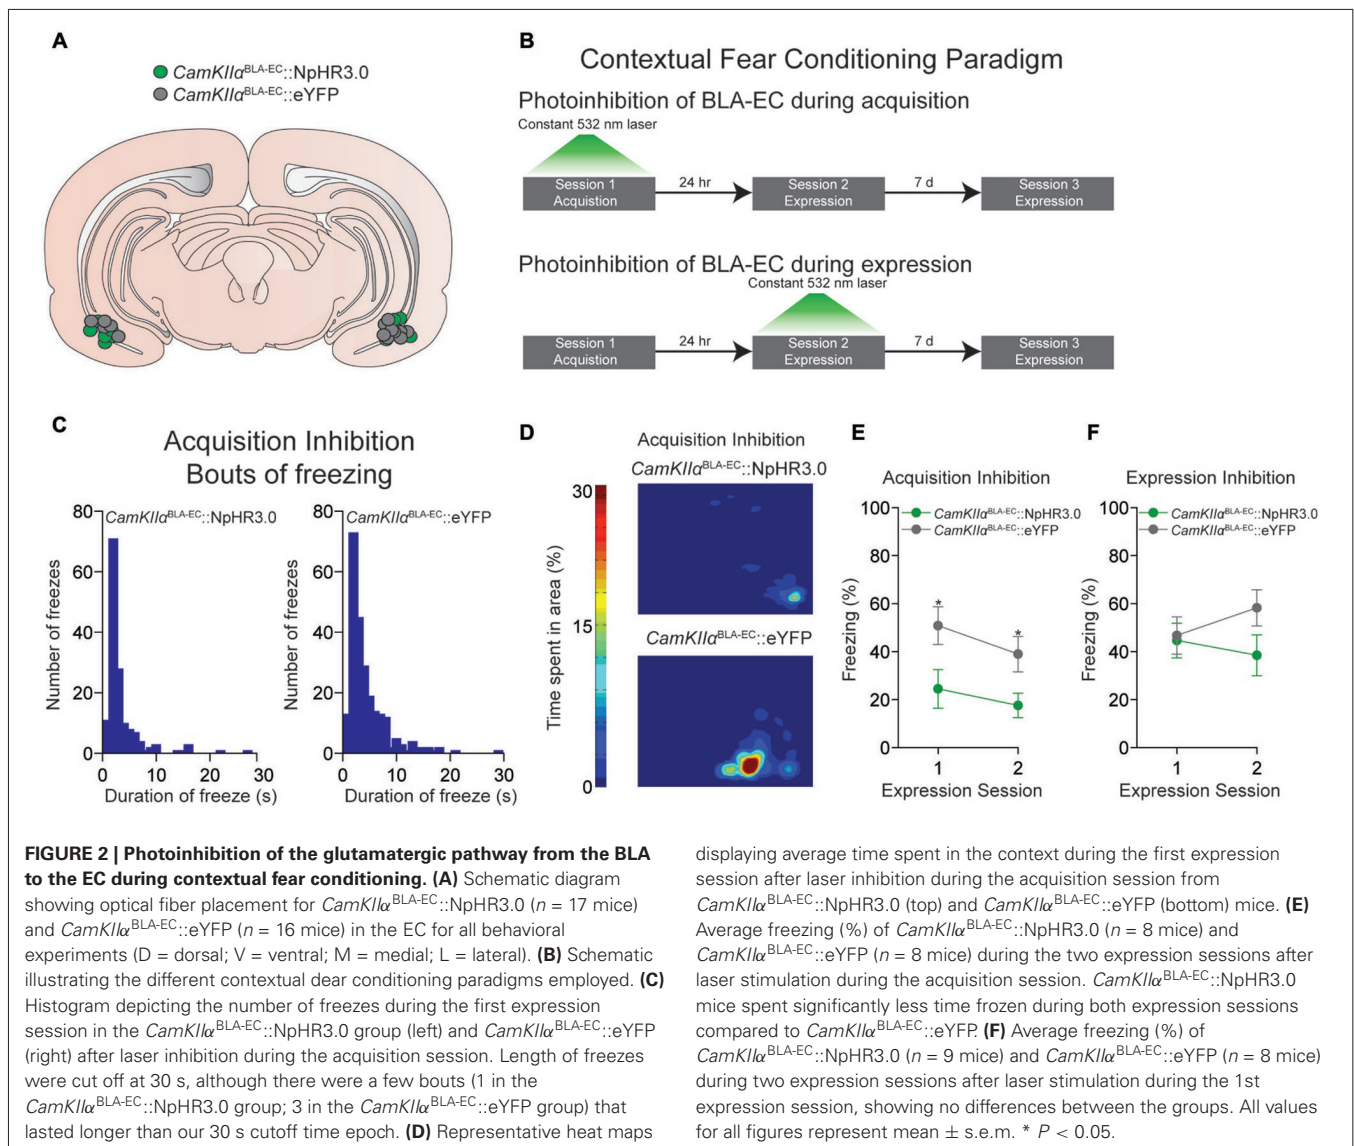 A
CamKIIα^BLA-EC::NpHR3.0
CamKIIα^BLA-EC::eYFP
B
Contextual Fear Conditioning Paradigm
Photoinhibition of BLA-EC during acquisition
Constant 532 nm laser
Session 1
Acquistion
24 hr
Session 2
Expression
7 d
Session 3
Expression
Photoinhibition of BLA-EC during expression
Constant 532 nm laser
Session 1
Acquistion
24 hr
Session 2
Expression
7 d
Session 3
Expression
C
Acquisition Inhibition
Bouts of freezing
CamKIIα^BLA-EC::NpHR3.0
Number of freezes
80
60
40
20
0
0 10 20 30
Duration of freeze (s)
CamKIIα^BLA-EC::eYFP
Number of freezes
80
60
40
20
0
0 10 20 30
Duration of freeze (s)
D
Acquisition Inhibition
CamKIIα^BLA-EC::NpHR3.0
Time spent in area (%)
30
15
0
CamKIIα^BLA-EC::eYFP
E
Acquisition Inhibition
CamKIIα^BLA-EC::NpHR3.0
CamKIIα^BLA-EC::eYFP
Freezing (%)
100
80
60
40
20
0
*
*
1 2
Expression Session
F
Expression Inhibition
CamKIIα^BLA-EC::NpHR3.0
CamKIIα^BLA-EC::eYFP
Freezing (%)
100
80
60
40
20
0
1 2
Expression Session
FIGURE 2 | Photoinhibition of the glutamatergic pathway from the BLA
to the EC during contextual fear conditioning. (A) Schematic diagram
showing optical fiber placement for CamKIIα^BLA-EC::NpHR3.0 (n = 17 mice)
and CamKIIα^BLA-EC::eYFP (n = 16 mice) in the EC for all behavioral
experiments (D = dorsal; V = ventral; M = medial; L = lateral). (B) Schematic
illustrating the different contextual dear conditioning paradigms employed. (C)
Histogram depicting the number of freezes during the first expression
session in the CamKIIα^BLA-EC::NpHR3.0 group (left) and CamKIIα^BLA-EC::eYFP
(right) after laser inhibition during the acquisition session. Length of freezes
were cut off at 30 s, although there were a few bouts (1 in the
CamKIIα^BLA-EC::NpHR3.0 group; 3 in the CamKIIα^BLA-EC::eYFP group) that
lasted longer than our 30 s cutoff time epoch. (D) Representative heat maps
displaying average time spent in the context during the first expression
session after laser inhibition during the acquisition session from
CamKIIα^BLA-EC::NpHR3.0 (top) and CamKIIα^BLA-EC::eYFP (bottom) mice. (E)
Average freezing (%) of CamKIIα^BLA-EC::NpHR3.0 (n = 8 mice) and
CamKIIα^BLA-EC::eYFP (n = 8 mice) during the two expression sessions after
laser stimulation during the acquisition session. CamKIIα^BLA-EC::NpHR3.0
mice spent significantly less time frozen during both expression sessions
compared to CamKIIα^BLA-EC::eYFP. (F) Average freezing (%) of
CamKIIα^BLA-EC::NpHR3.0 (n = 9 mice) and CamKIIα^BLA-EC::eYFP (n = 8 mice)
during two expression sessions after laser stimulation during the 1st
expression session, showing no differences between the groups. All values
for all figures represent mean ± s.e.m. * P < 0.05.